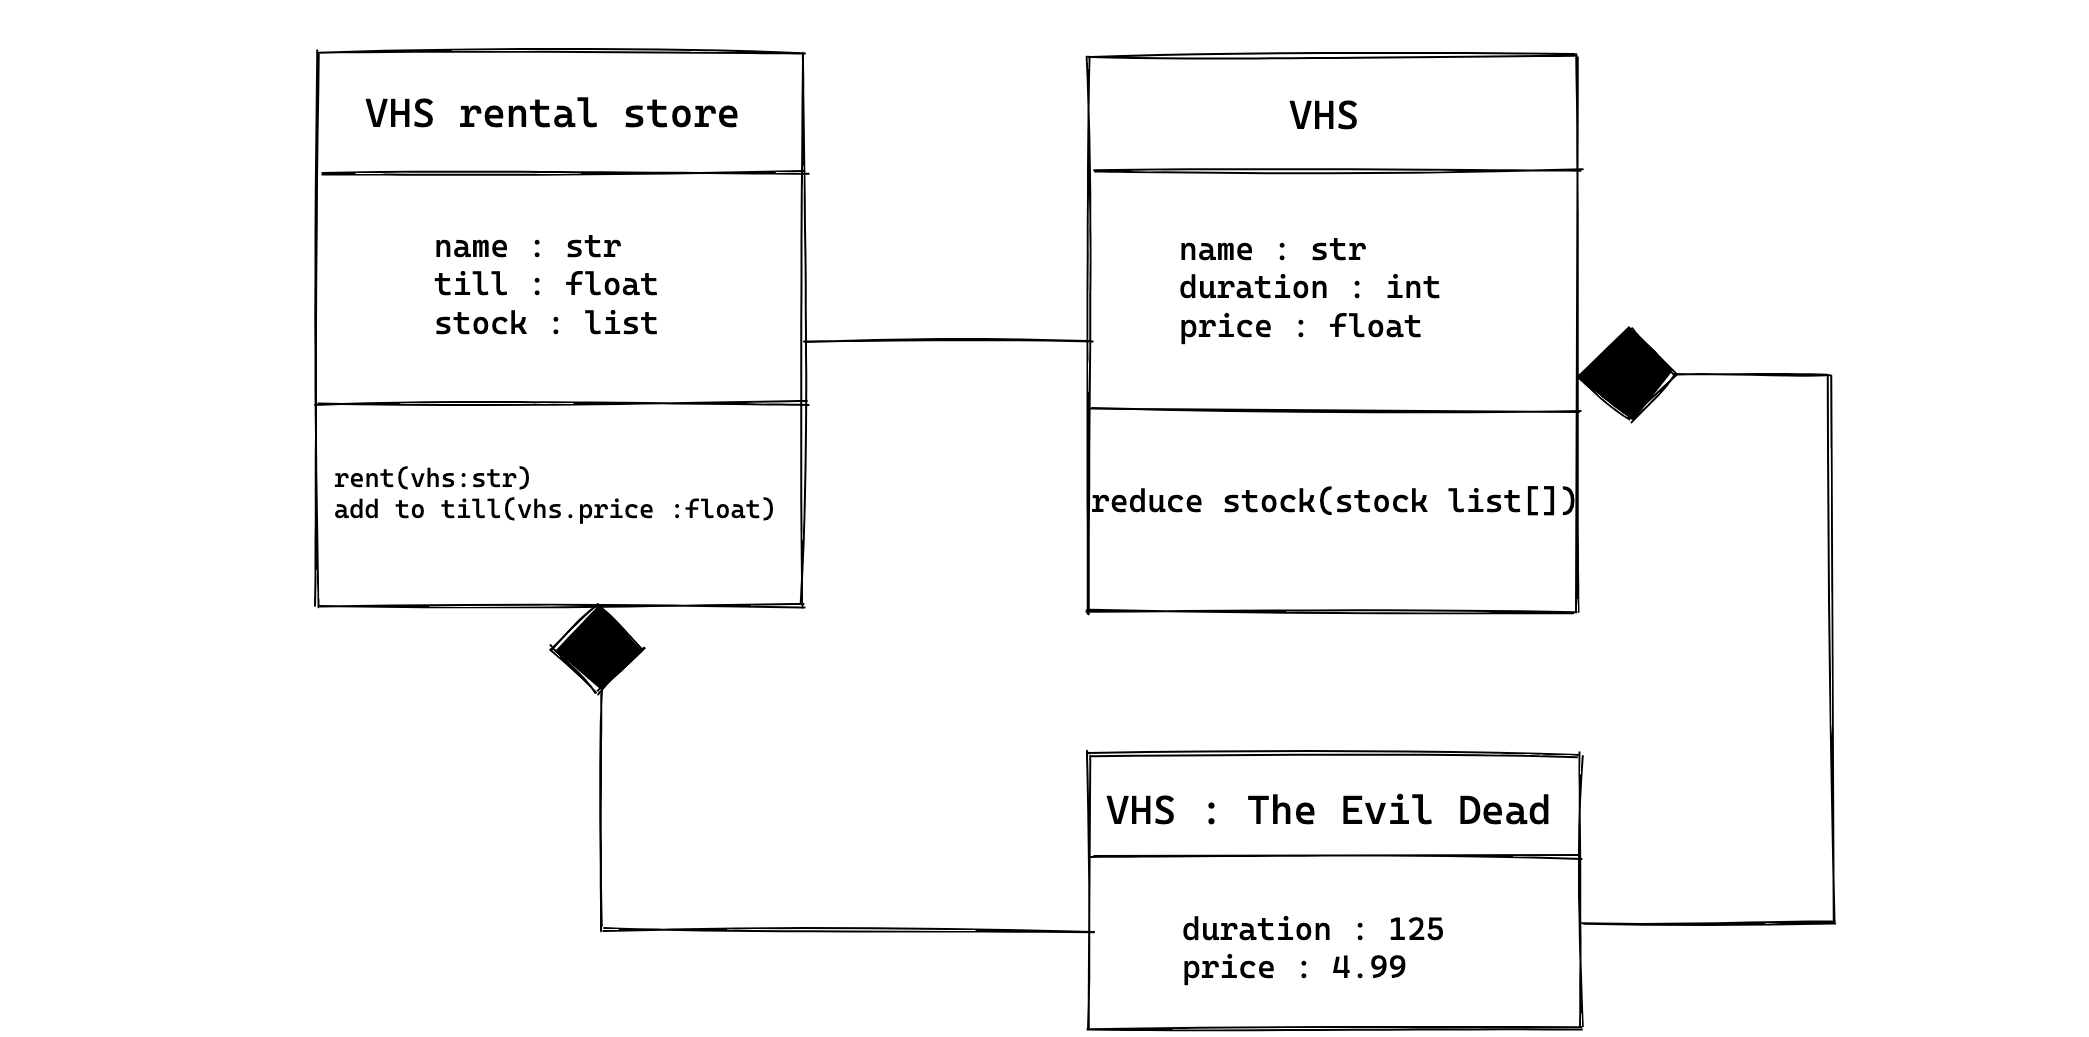 VHS rental store
name : str
till : float
stock : list
rent(vhs:str)
add to till(vhs.price :float)
VHS
name : str
duration : int
price : float
reduce stock(stock list[])
VHS : The Evil Dead
duration : 125
price : 4.99